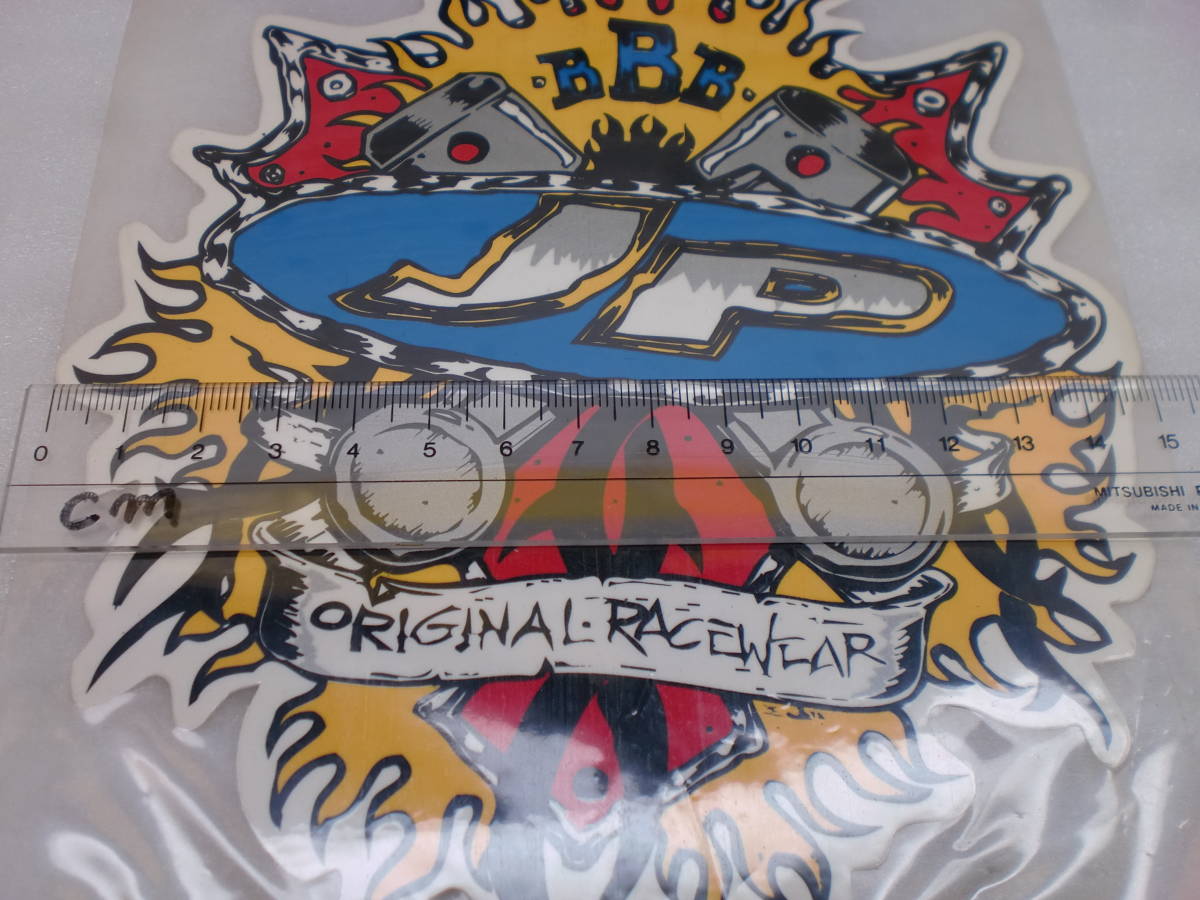 ·BBB·
JP
0 1 2 3 4 5 6 7 8 9 10 11 12 13 14 15
cm
MITSUBISHI
MADE IN
ORIGINAL·RACEWEAR